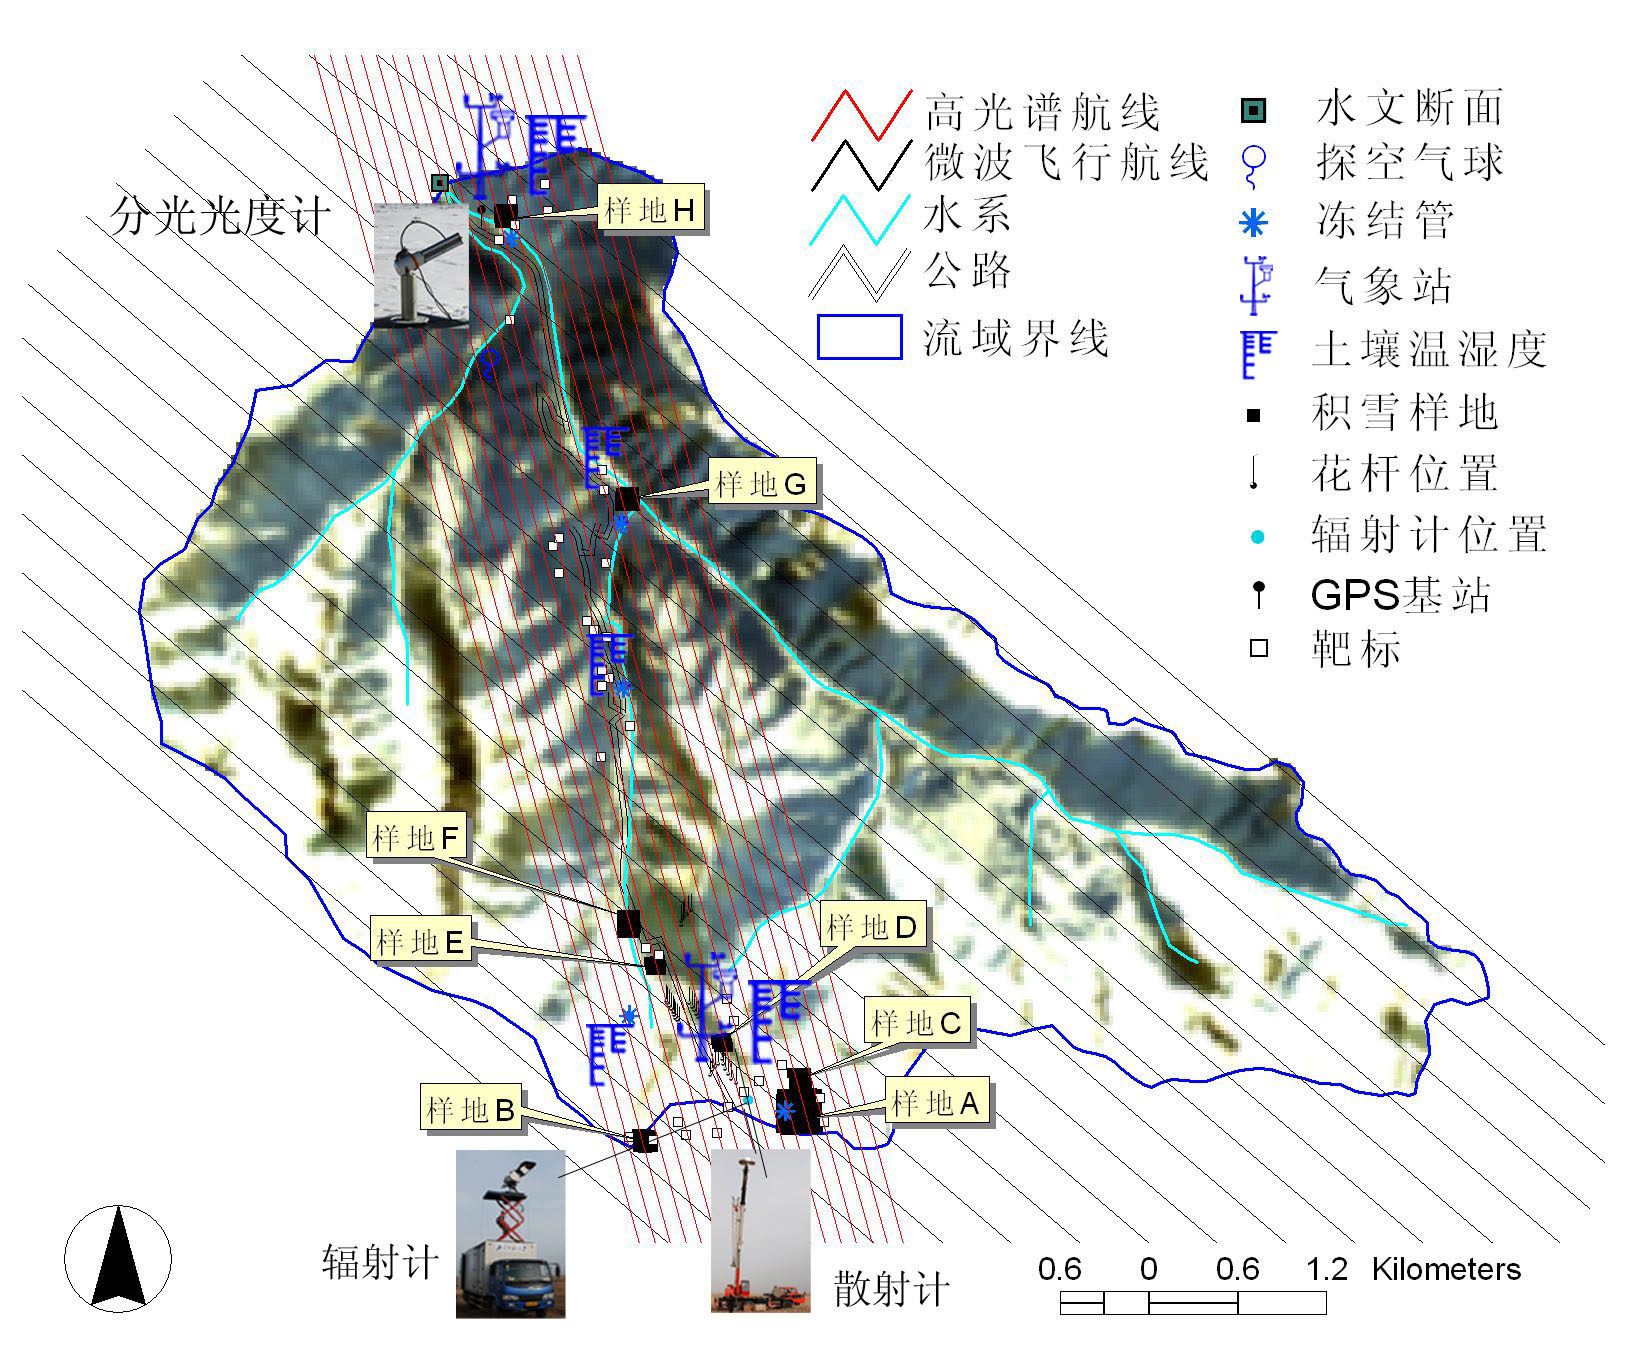 高光谱航线
微波飞行航线
水系
公路
流域界线
水文断面
探空气球
冻结管
气象站
土壤温湿度
积雪样地
花杆位置
辐射计位置
GPS基站
靶标
分光光度计
样地H
样地G
样地F
样地E
样地D
样地C
样地B
样地A
辐射计
散射计
0.6 0 0.6 1.2 Kilometers